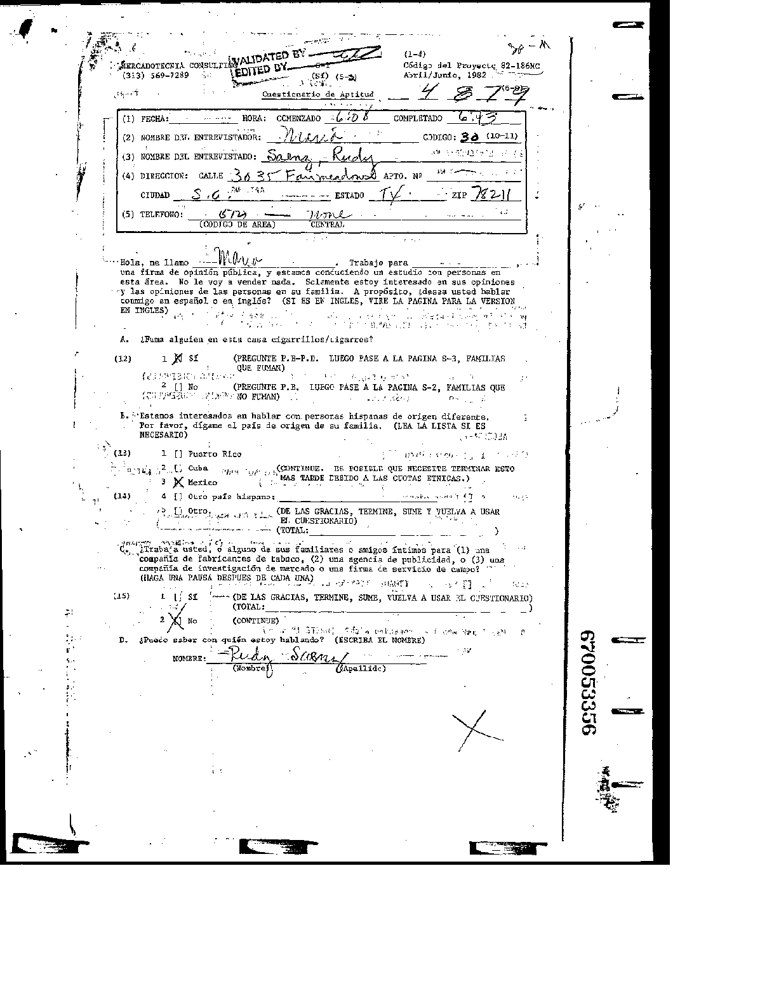 VALIDATED BY
(1-4)
MERCADOTECNIA
EDITED BY
Código del Proyecto 82-186NC
(313) 569-7289
(SI) (5-
Abril/Junio, 1982
Cuestionario de Aptitud
4 8 7
(1) FECHA: HORA: COMENZADO 6:08 COMPLETADO 6:43
(2) NOMBRE DEL ENTREVISTADOR: CODIGO: 38 (10-11)
(3) NOMBRE DEL ENTREVISTADO: Saenz, Rudy
(4) DIRECCION: CALLE 3035 Fairmeadows APTO. Nº
CIUDAD S.A. ESTADO TX. ZIP 78211
(5) TELEFONO: (512) None
(CODIGO DE AREA) CENTRAL
Hola, me llamo Mario. Trabajo para
una firma de opinión pública, y estamos conduciendo un estudio con personas en
esta área. No le voy a vender nada. Solamente estoy interesado en sus opiniones
y las opiniones de las personas en su familia. A propósito, ¿desea usted hablar
conmigo en español o en inglés? (SI ES EN INGLES, VIRE LA PAGINA PARA LA VERSION
EN INGLES)
A. ¿Fuma alguien en esta casa cigarrillos/cigarros?
(12) 1 [X] Sí (PREGUNTE P.B-P.D. LUEGO PASE A LA PAGINA S-3, FAMILIAS
QUE FUMAN)
2 [] No (PREGUNTE P.B. LUEGO PASE A LA PAGINA S-2, FAMILIAS QUE
NO FUMAN)
B. Estamos interesados en hablar con personas hispanas de origen diferente.
Por favor, dígame el país de origen de su familia. (LEA LA LISTA SI ES
NECESARIO)
(13) 1 [] Puerto Rico
2 [] Cuba (CONTINUE. ES POSIBLE QUE NECESITE TERMINAR ESTO
3 [X] Mexico MAS TARDE DEBIDO A LAS CUOTAS ETNICAS.)
(14) 4 [] Otro país hispano:
5 [] Otro: (DE LAS GRACIAS, TERMINE, SUME Y VUELVA A USAR
EL CUESTIONARIO)
(TOTAL: )
C. ¿Trabaja usted, o alguno de sus familiares o amigos íntimos para (1) una
compañía de fabricantes de tabaco, (2) una agencia de publicidad, o (3) una
compañía de investigación de mercado o una firma de servicio de campo?
(HAGA UNA PAUSA DESPUES DE CADA UNA)
(15) 1 [] Sí (DE LAS GRACIAS, TERMINE, SUME, VUELVA A USAR EL CUESTIONARIO)
(TOTAL: )
2 [X] No (CONTINUE)
D. ¿Puedo saber con quién estoy hablando? (ESCRIBA EL NOMBRE)
NOMBRE: Rudy Saenz
(Nombre) (Apellido)
670053356